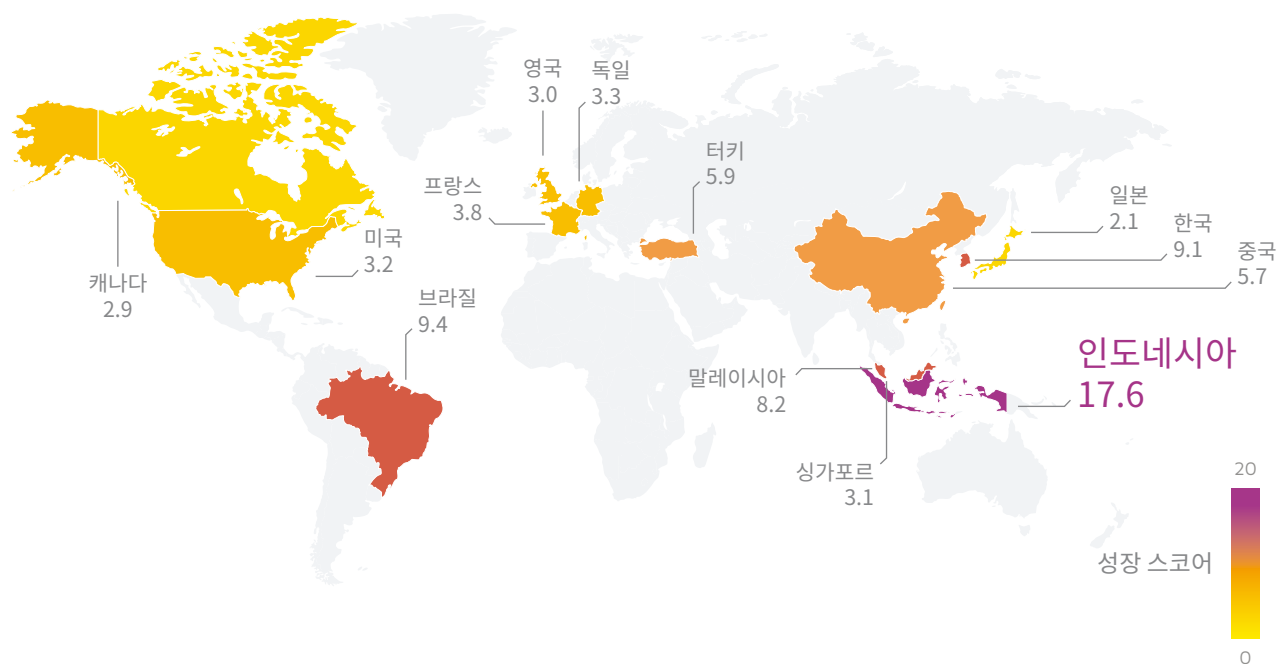 영국
3.0
독일
3.3
터키
5.9
프랑스
3.8
일본
2.1
한국
9.1
중국
5.7
미국
3.2
캐나다
2.9
브라질
9.4
인도네시아
17.6
말레이시아
8.2
싱가포르
3.1
20
성장 스코어
0